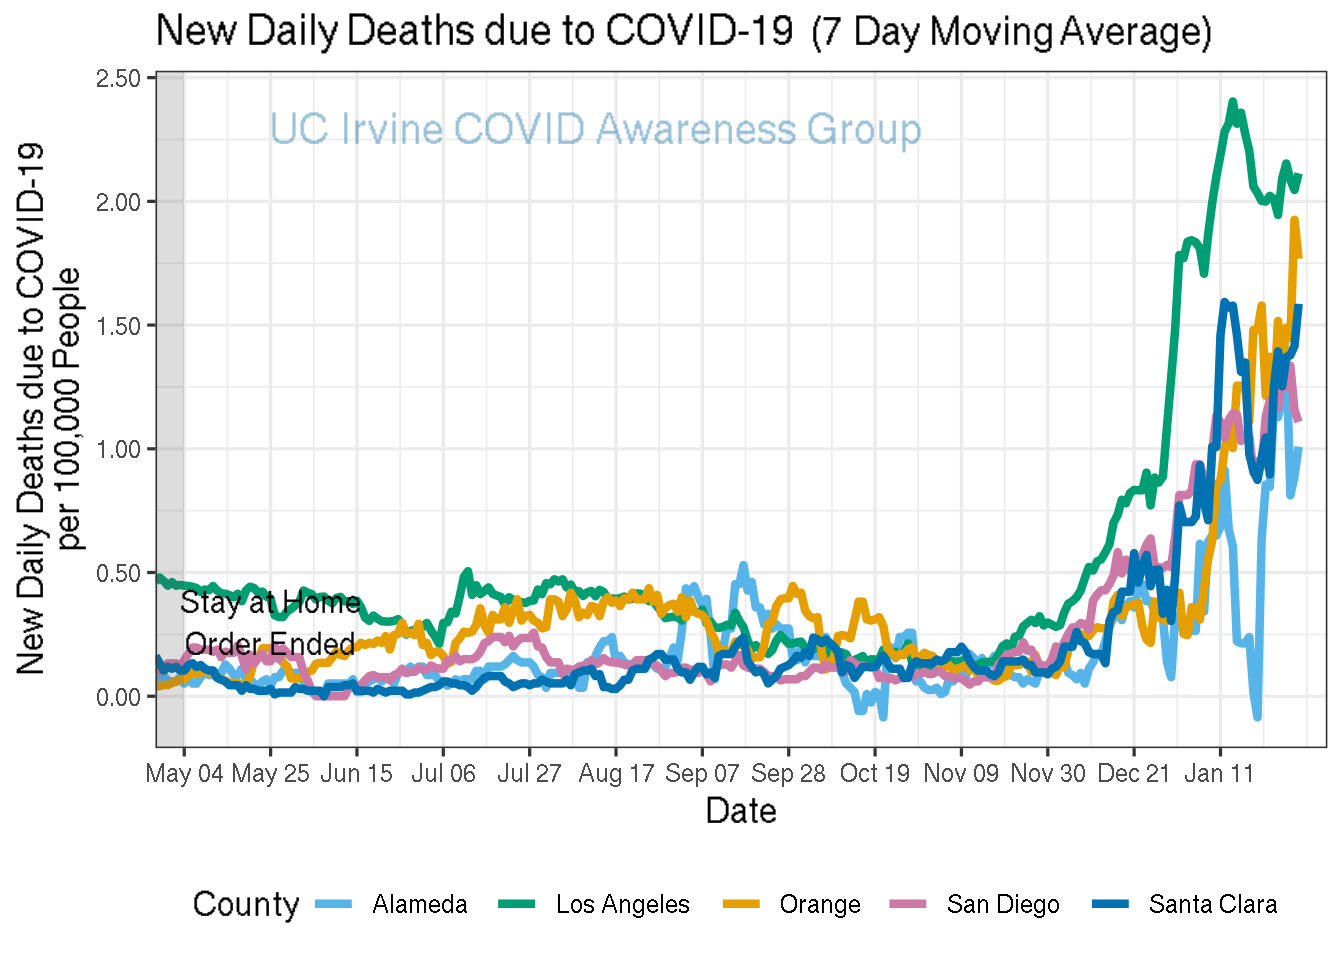 New Daily Deaths due to COVID-19 (7 Day Moving Average)
UC Irvine COVID Awareness Group
New Daily Deaths due to COVID-19
per 100,000 People
2.50
2.00
1.50
1.00
0.50
0.00
Stay at Home
Order Ended
May 04 May 25 Jun 15 Jul 06 Jul 27 Aug 17 Sep 07 Sep 28 Oct 19 Nov 09 Nov 30 Dec 21 Jan 11
Date
County Alameda Los Angeles Orange San Diego Santa Clara